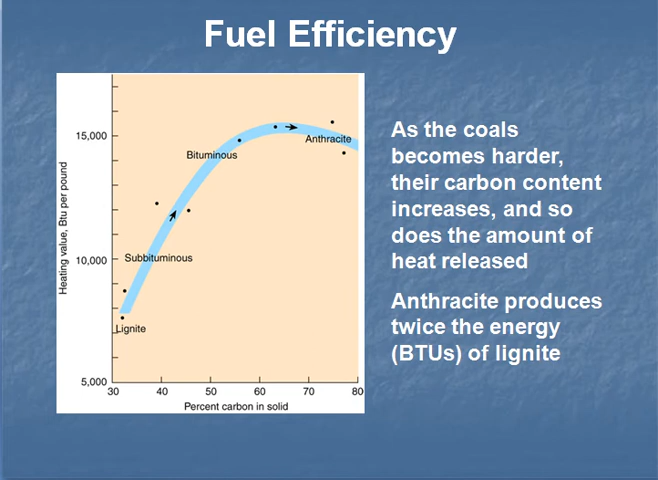 Fuel Efficiency
Heating value, Btu per pound
15,000
10,000
5,000
Anthracite
Bituminous
Subbituminous
Lignite
30 40 50 60 70 80
Percent carbon in solid
As the coals
becomes harder,
their carbon content
increases, and so
does the amount of
heat released
Anthracite produces
twice the energy
(BTUs) of lignite